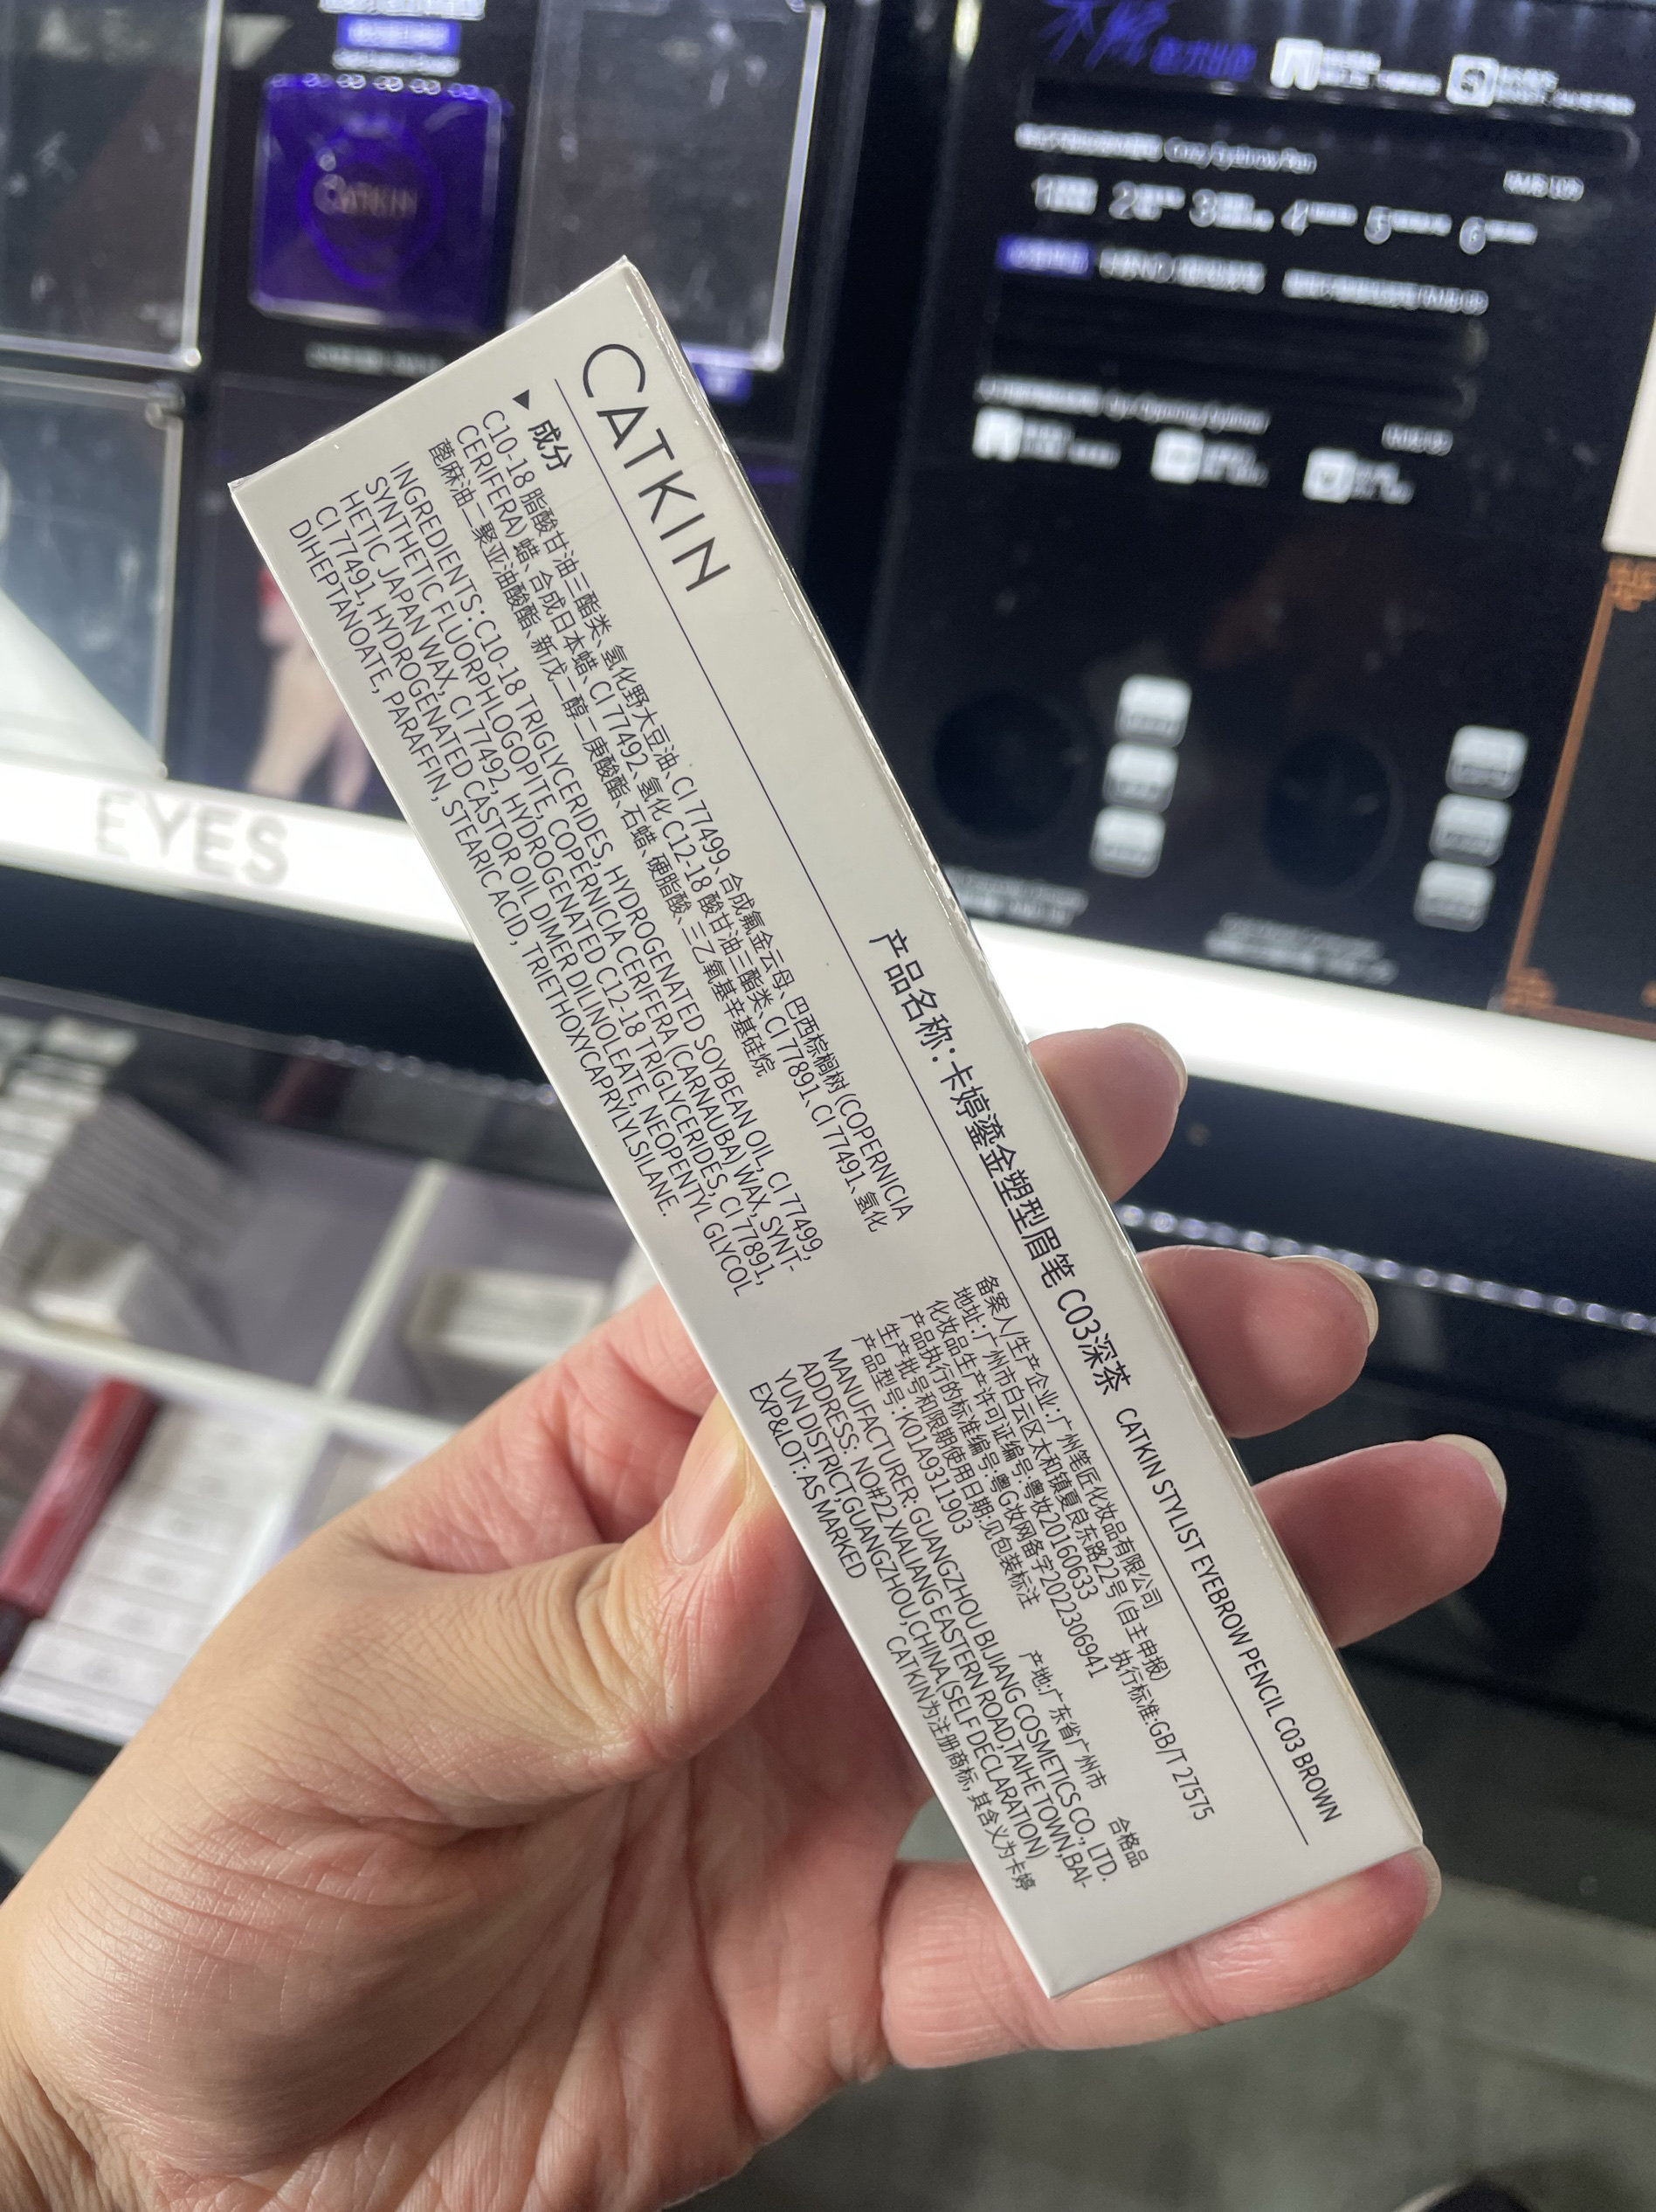 CATKIN
产品名称:卡婷鎏金塑型眉笔 C03深茶 CATKIN STYLIST EYEBROW PENCIL C03 BROWN
▶成分
C10-18 脂酸甘油三酯类、氢化野大豆油、CI 77499、合成氟金云母、巴西棕榈树 (COPERNICIA
CERIFERA) 蜡、合成日本蜡、CI 77492、氢化 C12-18 酸甘油三酯类、CI 77891、CI 77491、氢化
蓖麻油二聚亚油酸酯、新戊二醇二庚酸酯、石蜡、硬脂酸、三乙氧基辛基硅烷
INGREDIENTS: C10-18 TRIGLYCERIDES, HYDROGENATED SOYBEAN OIL, CI 77499,
SYNTHETIC FLUORPHLOGOPITE, COPERNICIA CERIFERA (CARNAUBA) WAX, SYNT-
HETIC JAPAN WAX, CI 77492, HYDROGENATED C12-18 TRIGLYCERIDES, CI 77891,
CI 77491, HYDROGENATED CASTOR OIL DIMER DILINOLEATE, NEOPENTYL GLYCOL
DIHEPTANOATE, PARAFFIN, STEARIC ACID, TRIETHOXYCAPRYLYLSILANE.
备案人/生产企业:广州笔匠化妆品有限公司
地址:广州市白云区太和镇夏良东路22号 (自主申报)
化妆品生产许可证编号:粤妆20160633 执行标准:GB/T 27575
产品执行的标准编号:粤G妆网备字2022306941
生产批号和限期使用日期:见包装标注 产地:广东省广州市 合格品
产品型号:K01A9311903
MANUFACTURER: GUANGZHOU BIJIANG COSMETICS CO., LTD.
ADDRESS: NO#22 XIALIANG EASTERN ROAD,TAIHE TOWN,BAI-
YUN DISTRICT,GUANGZHOU,CHINA.(SELF DECLARATION)
EXP&LOT: AS MARKED CATKIN为注册商标, 其含义为卡婷
CATKIN
EYES
Cosy Eyebrow Pen
1 2 3 4 5 6